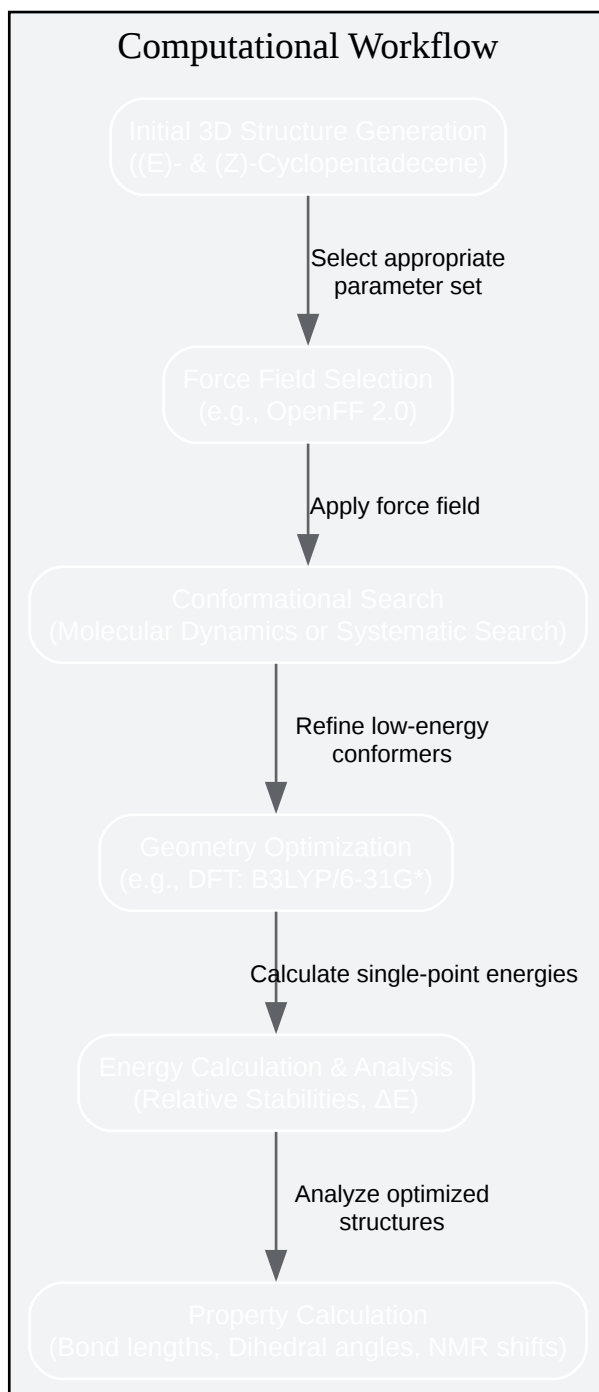 Computational Workflow
Initial 3D Structure Generation
((E)- & (Z)-Cyclopentadecene)
Select appropriate
parameter set
Force Field Selection
(e.g., OpenFF 2.0)
Apply force field
Conformational Search
(Molecular Dynamics or Systematic Search)
Refine low-energy
conformers
Geometry Optimization
(e.g., DFT: B3LYP/6-31G*)
Calculate single-point energies
Energy Calculation & Analysis
(Relative Stabilities, ΔE)
Analyze optimized
structures
Property Calculation
(Bond lengths, Dihedral angles, NMR shifts)